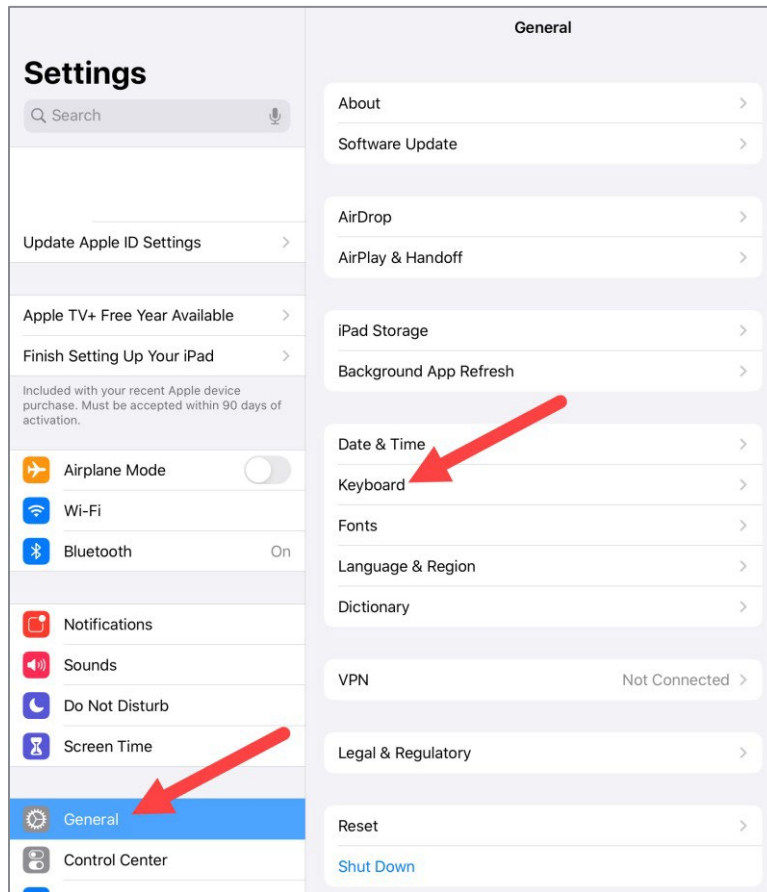 Settings
Search
Update Apple ID Settings
Apple TV+ Free Year Available
Finish Setting Up Your iPad
Included with your recent Apple device
purchase. Must be accepted within 90 days of
activation.
Airplane Mode
Wi-Fi
Bluetooth On
Notifications
Sounds
Do Not Disturb
Screen Time
General
Control Center
General
About
Software Update
AirDrop
AirPlay & Handoff
iPad Storage
Background App Refresh
Date & Time
Keyboard
Fonts
Language & Region
Dictionary
VPN Not Connected
Legal & Regulatory
Reset
Shut Down